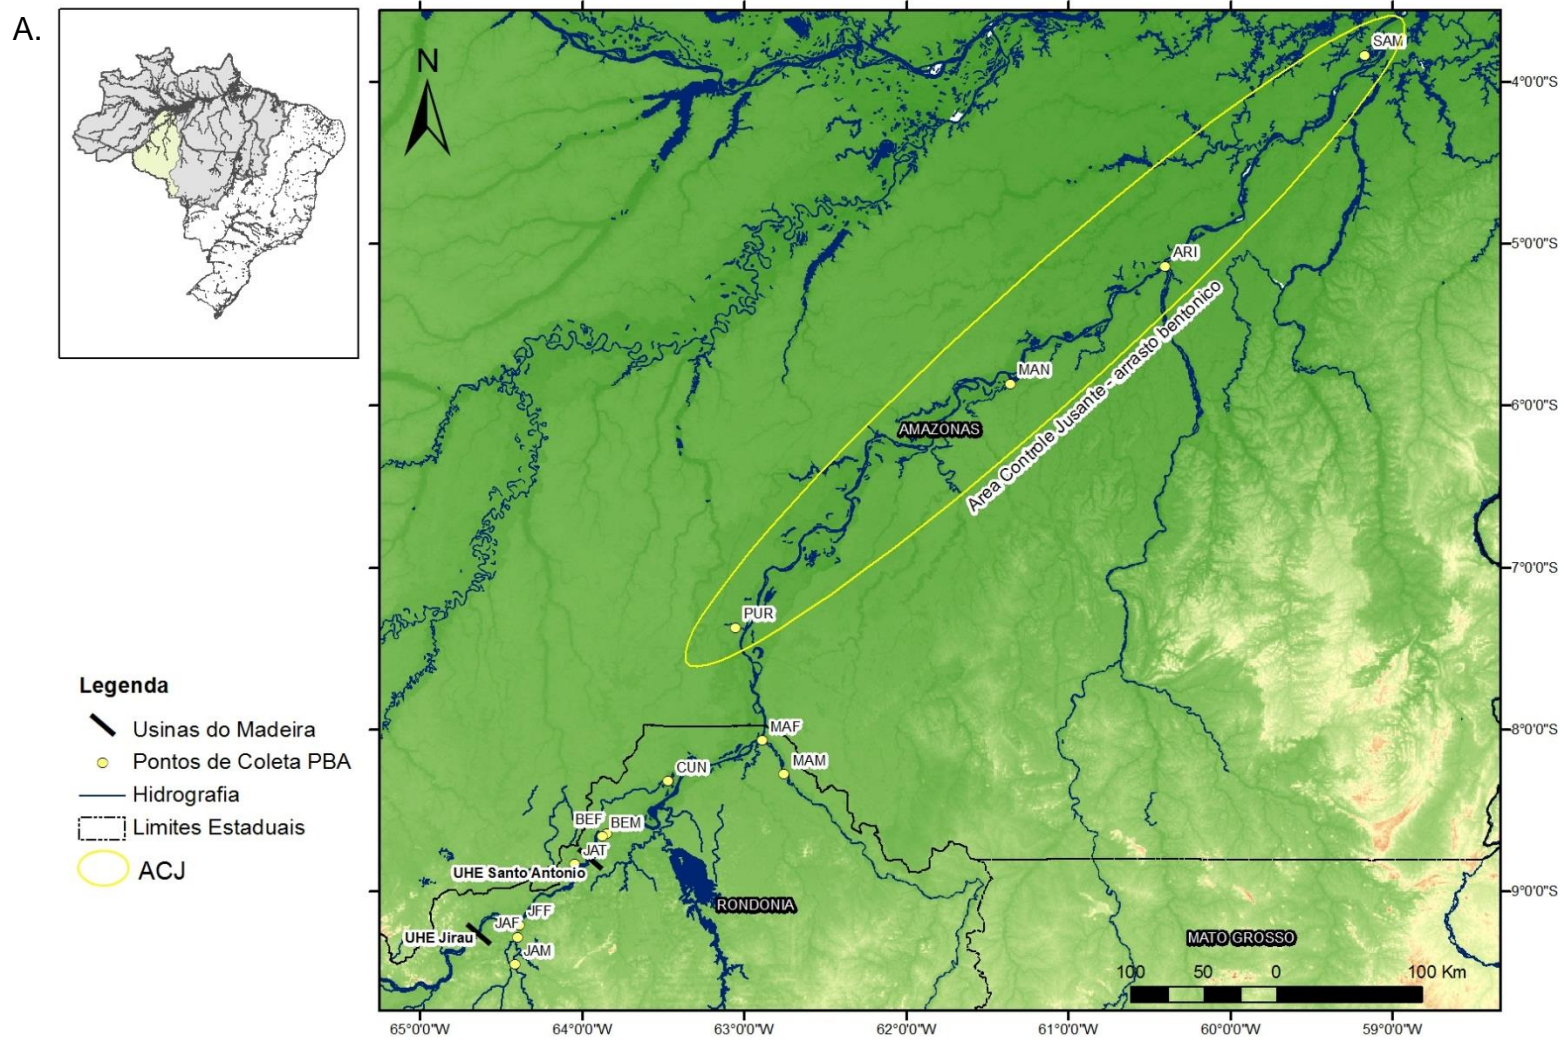 A.
N
SAM
4°0'0"S
ARI
5°0'0"S
Area Controle Jusante - arrasto bentonico
MAN
6°0'0"S
AMAZONAS
7°0'0"S
PUR
Legenda
Usinas do Madeira
Pontos de Coleta PBA
Hidrografia
Limites Estaduais
ACJ
MAF
8°0'0"S
MAM
CUN
BEF
BEM
JAT
UHE Santo Antonio
9°0'0"S
RONDONIA
JFF
JAF
UHE Jirau
JAM
MATO GROSSO
100 50 0 100 Km
65°0'0"W 64°0'0"W 63°0'0"W 62°0'0"W 61°0'0"W 60°0'0"W 59°0'0"W